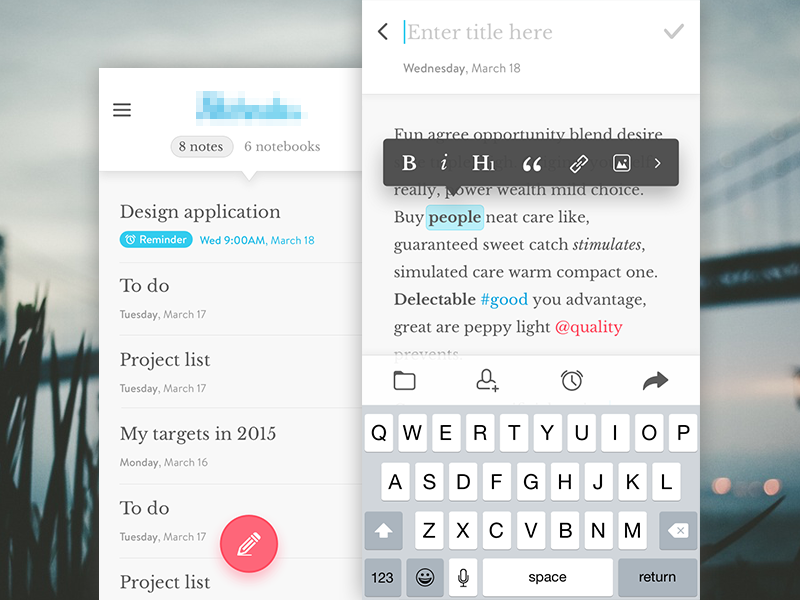 8 notes 6 notebooks
Design application
Reminder Wed 9:00AM, March 18
To do
Tuesday, March 17
Project list
Tuesday, March 17
My targets in 2015
Monday, March 16
To do
Tuesday, March 17
Project list
Enter title here
Wednesday, March 18
Fun agree opportunity blend desire
B i H1 “
really, power wealth mild choice.
Buy people neat care like,
guaranteed sweet catch stimulates,
simulated care warm compact one.
Delectable #good you advantage,
great are peppy light @quality
prevents
Q W E R T Y U I O P
A S D F G H J K L
Z X C V B N M
123 space return